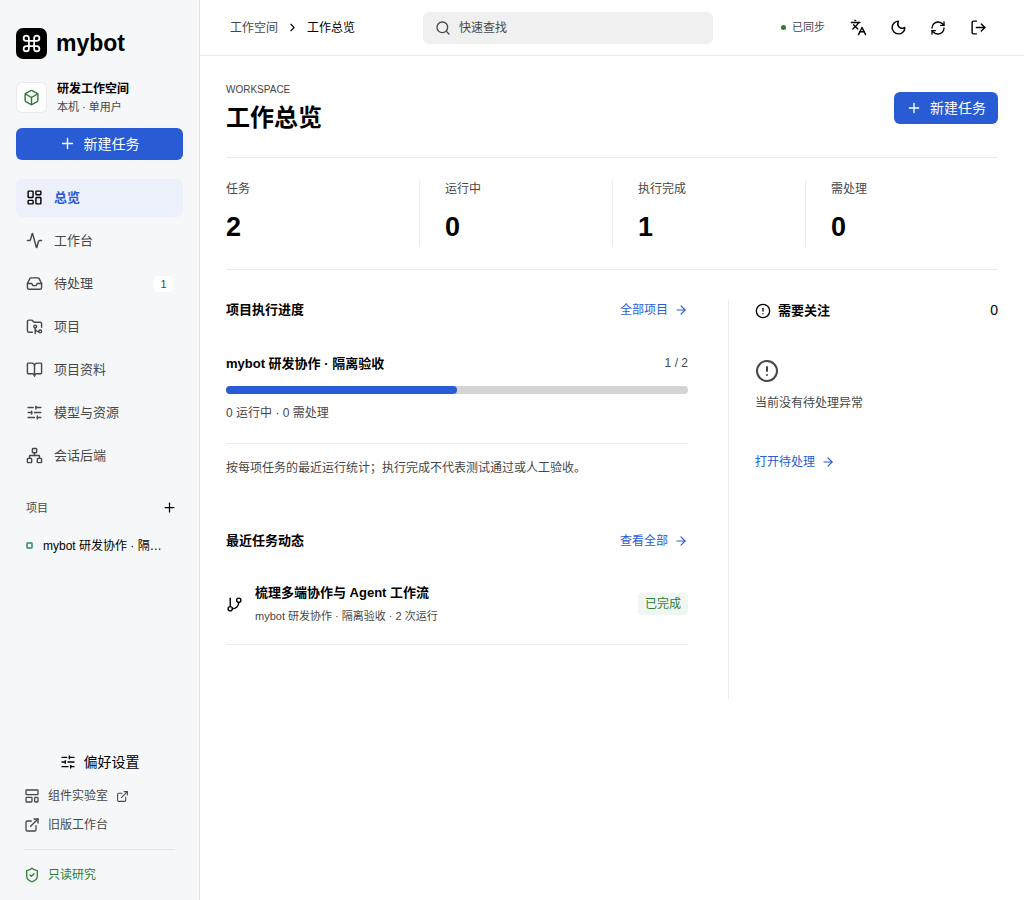 mybot
研发工作空间
本机 · 单用户
新建任务
总览
工作台
待处理 1
项目
项目资料
模型与资源
会话后端
项目
mybot 研发协作 · 隔…
偏好设置
组件实验室
旧版工作台
只读研究
工作空间 工作总览
快速查找
已同步
WORKSPACE
工作总览
新建任务
任务 运行中 执行完成 需处理
2 0 1 0
项目执行进度 全部项目
mybot 研发协作 · 隔离验收 1 / 2
0 运行中 · 0 需处理
按每项任务的最近运行统计；执行完成不代表测试通过或人工验收。
最近任务动态 查看全部
梳理多端协作与 Agent 工作流
mybot 研发协作 · 隔离验收 · 2 次运行
已完成
需要关注 0
当前没有待处理异常
打开待处理